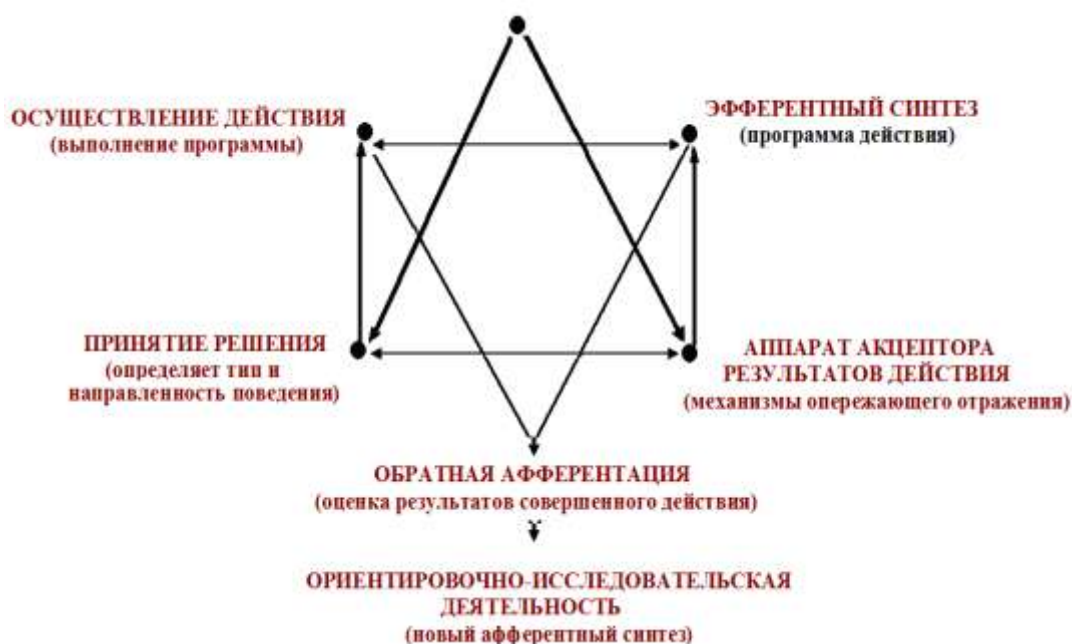 ОСУЩЕСТВЛЕНИЕ ДЕЙСТВИЯ
(выполнение программы)
ЭФФЕРЕНТНЫЙ СИНТЕЗ
(программа действия)
ПРИНЯТИЕ РЕШЕНИЯ
(определяет тип и
направленность поведения)
АППАРАТ АКЦЕПТОРА
РЕЗУЛЬТАТОВ ДЕЙСТВИЯ
(механизмы опережающего отражения)
ОБРАТНАЯ АФФЕРЕНТАЦИЯ
(оценка результатов совершенного действия)
ОРИЕНТИРОВОЧНО-ИССЛЕДОВАТЕЛЬСКАЯ
ДЕЯТЕЛЬНОСТЬ
(новый афферентный синтез)